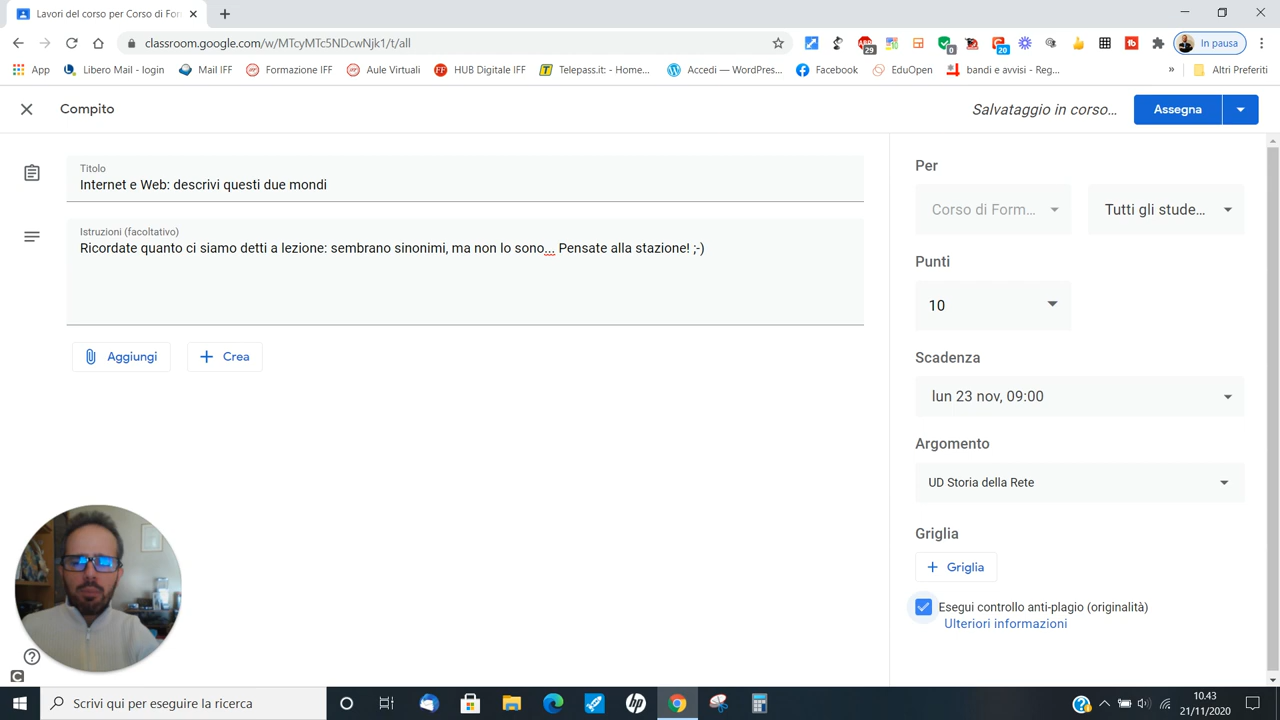 Lavori del corso per Corso di For
classroom.google.com/w/MTcyMTc5NDcwNjk1/t/all
29
0
20
In pausa
App
Libero Mail - login
Mail IFF
Formazione IFF
Aule Virtuali
HUB Digitale IFF
Telepass.it: - Home...
Accedi — WordPres...
Facebook
EduOpen
bandi e avvisi - Reg...
»
Altri Preferiti
Compito
Salvataggio in corso...
Assegna
Titolo
Internet e Web: descrivi questi due mondi
Istruzioni (facoltativo)
Ricordate quanto ci siamo detti a lezione: sembrano sinonimi, ma non lo sono... Pensate alla stazione! ;-)
Aggiungi
Crea
Per
Corso di Form...
Tutti gli stude...
Punti
10
Scadenza
lun 23 nov, 09:00
Argomento
UD Storia della Rete
Griglia
Griglia
Esegui controllo anti-plagio (originalità)
Ulteriori informazioni
Scrivi qui per eseguire la ricerca
10.43
21/11/2020